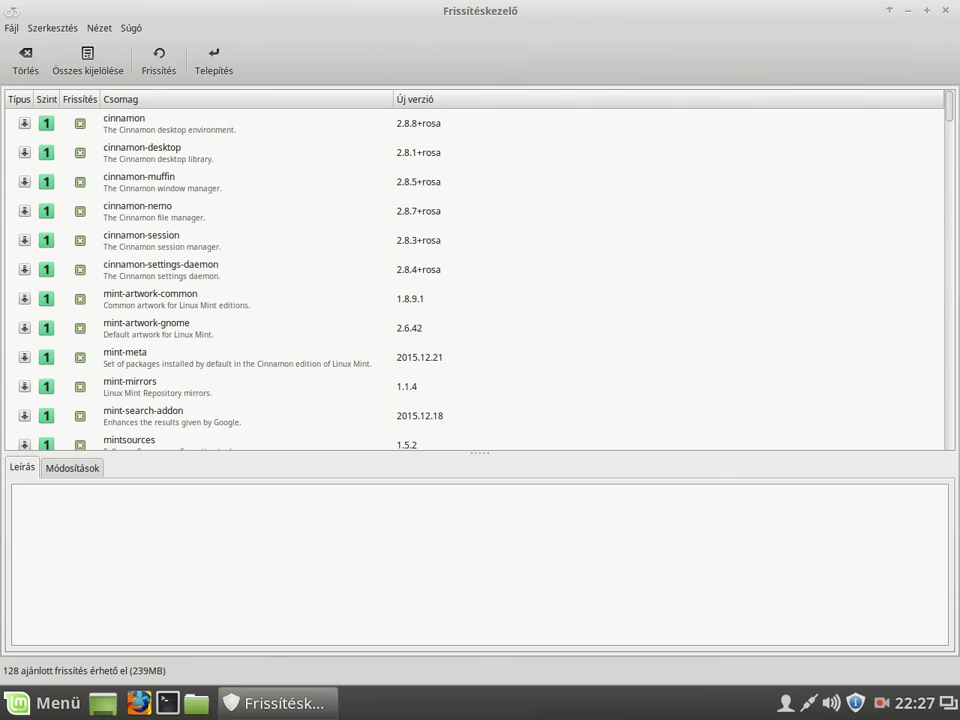 Frissítéskezelő
Fájl Szerkesztés Nézet Súgó
Törlés Összes kijelölése Frissítés Telepítés
Típus Szint Frissítés Csomag Új verzió
1 cinnamon 2.8.8+rosa
The Cinnamon desktop environment.
1 cinnamon-desktop 2.8.1+rosa
The Cinnamon desktop library.
1 cinnamon-muffin 2.8.5+rosa
The Cinnamon window manager.
1 cinnamon-nemo 2.8.7+rosa
The Cinnamon file manager.
1 cinnamon-session 2.8.3+rosa
The Cinnamon session manager.
1 cinnamon-settings-daemon 2.8.4+rosa
The Cinnamon settings daemon.
1 mint-artwork-common 1.8.9.1
Common artwork for Linux Mint editions.
1 mint-artwork-gnome 2.6.42
Default artwork for Linux Mint.
1 mint-meta 2015.12.21
Set of packages installed by default in the Cinnamon edition of Linux Mint.
1 mint-mirrors 1.1.4
Linux Mint Repository mirrors.
1 mint-search-addon 2015.12.18
Enhances the results given by Google.
1 mintsources 1.5.2
Leírás Módosítások
128 ajánlott frissítés érhető el (239MB)
Menü Frissítésk... 22:27